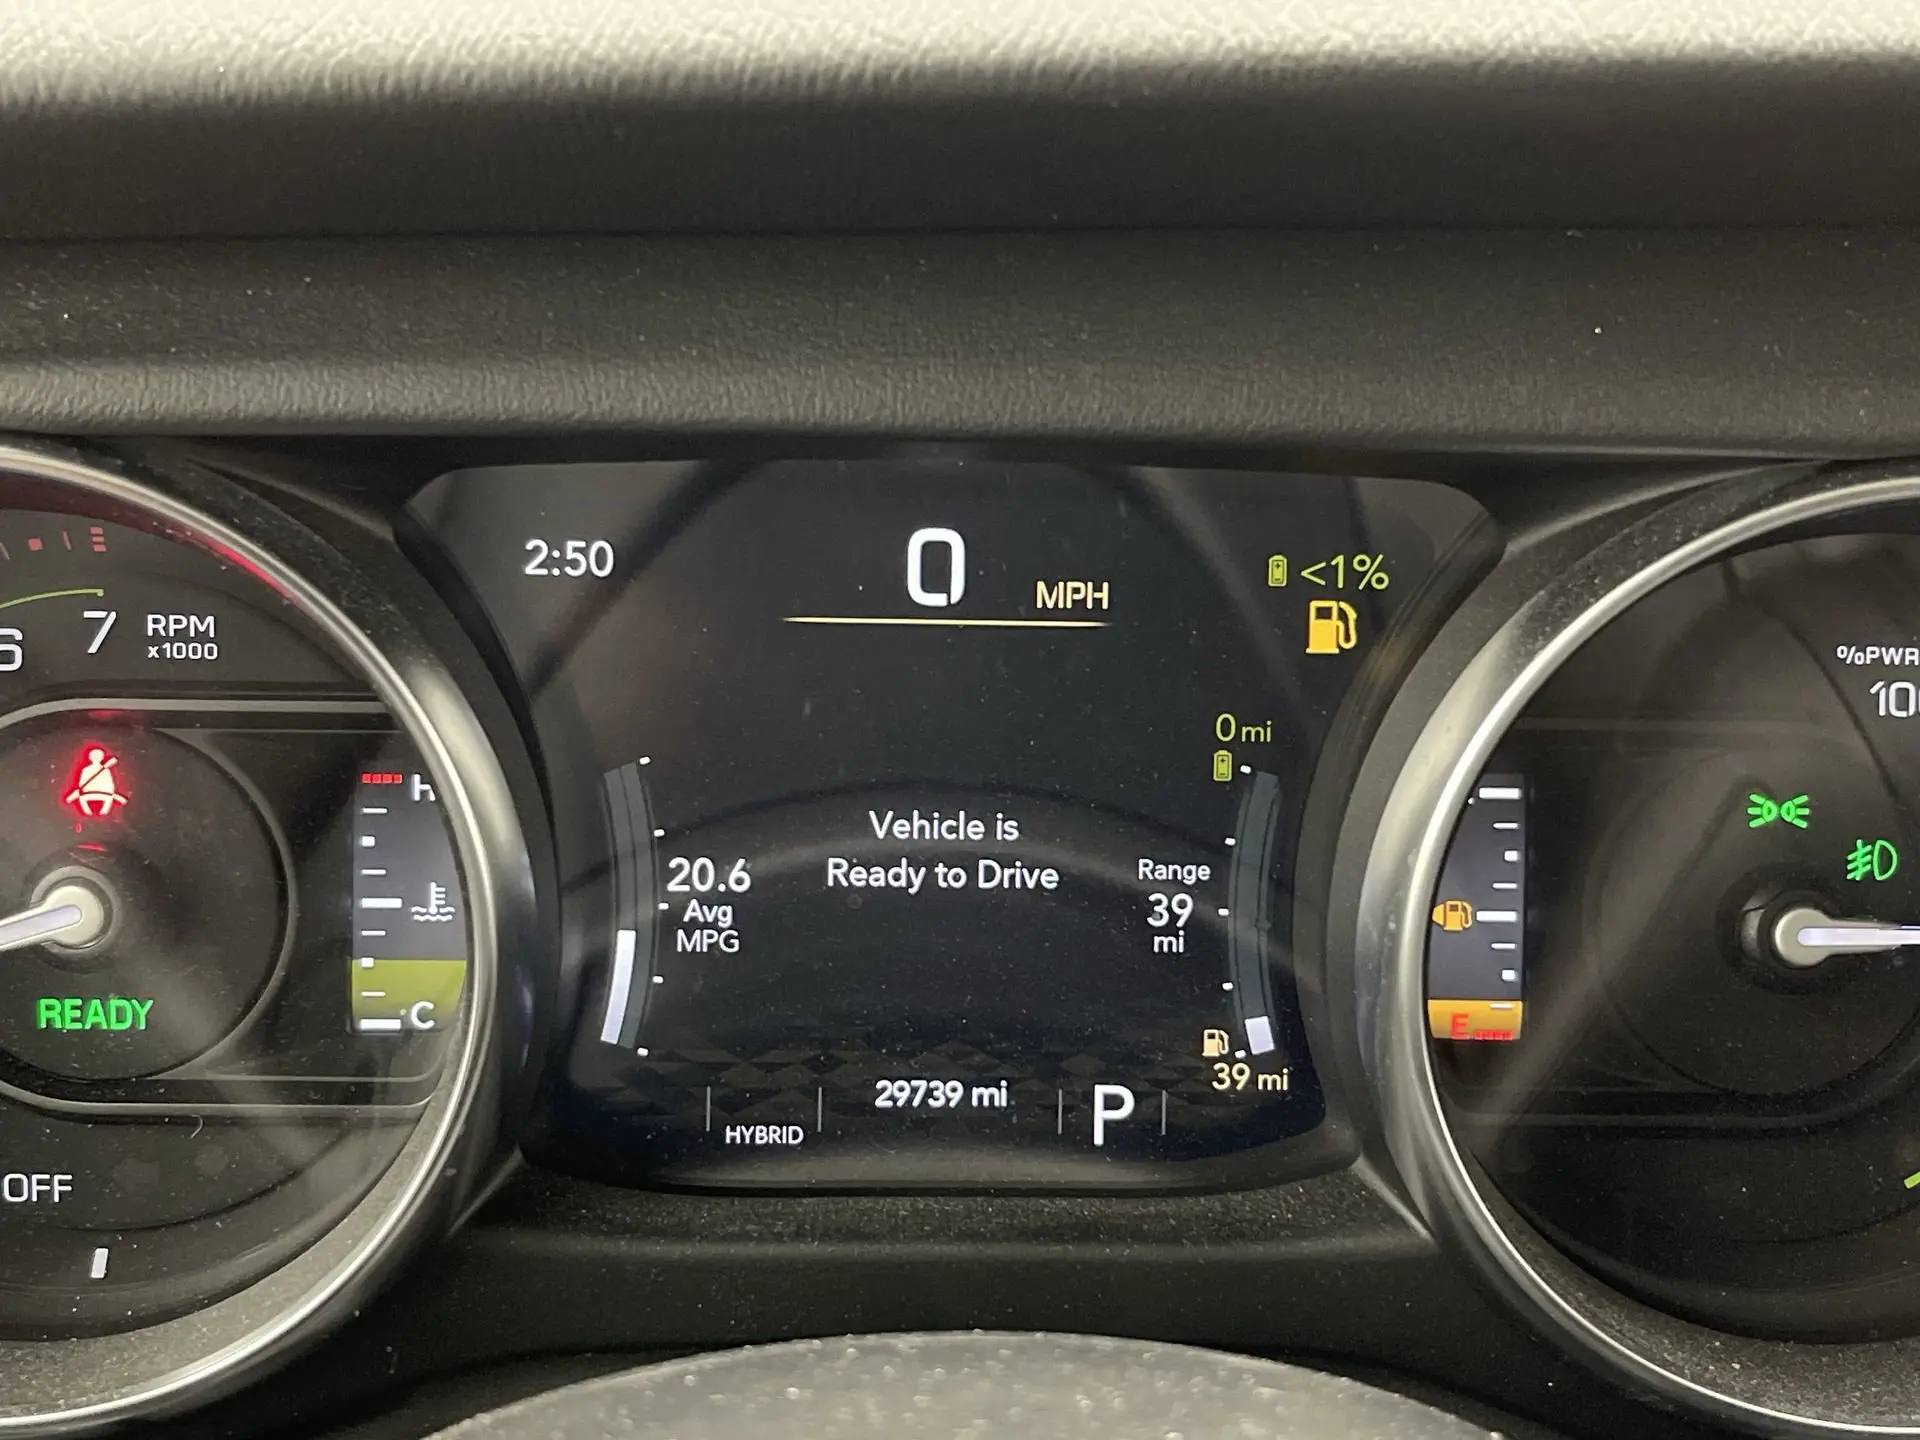 2:50
0 MPH
<1%
7 RPM
x1000
6
%PWR
0 mi
H
Vehicle is
Ready to Drive
20.6
Avg
MPG
Range
39
mi
READY
C
E
39 mi
29739 mi
P
HYBRID
OFF